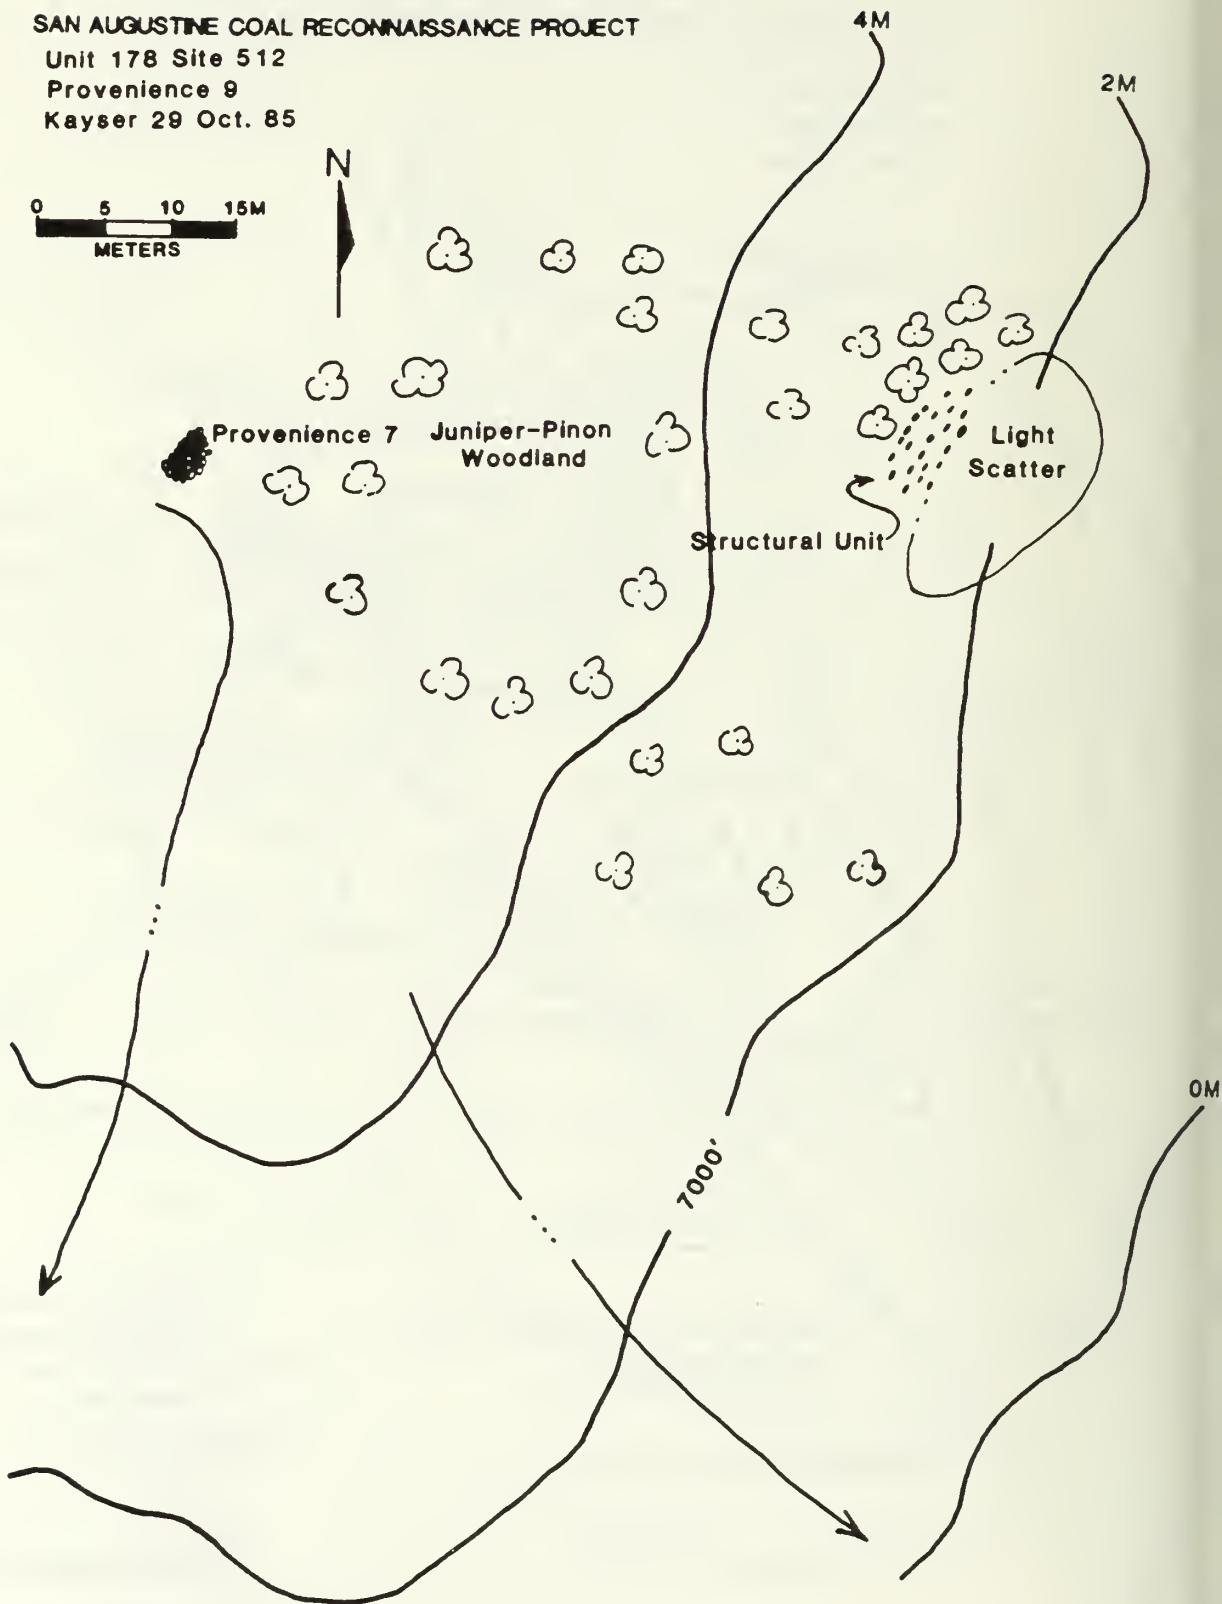 SAN AUGUSTINE COAL RECONNAISSANCE PROJECT
Unit 178 Site 512
Provenience 9
Kayser 29 Oct. 85
4M
2M
N
0 5 10 15M
METERS
Provenience 7
Juniper-Pinon
Woodland
Light
Scatter
Structural Unit
0M
7000'